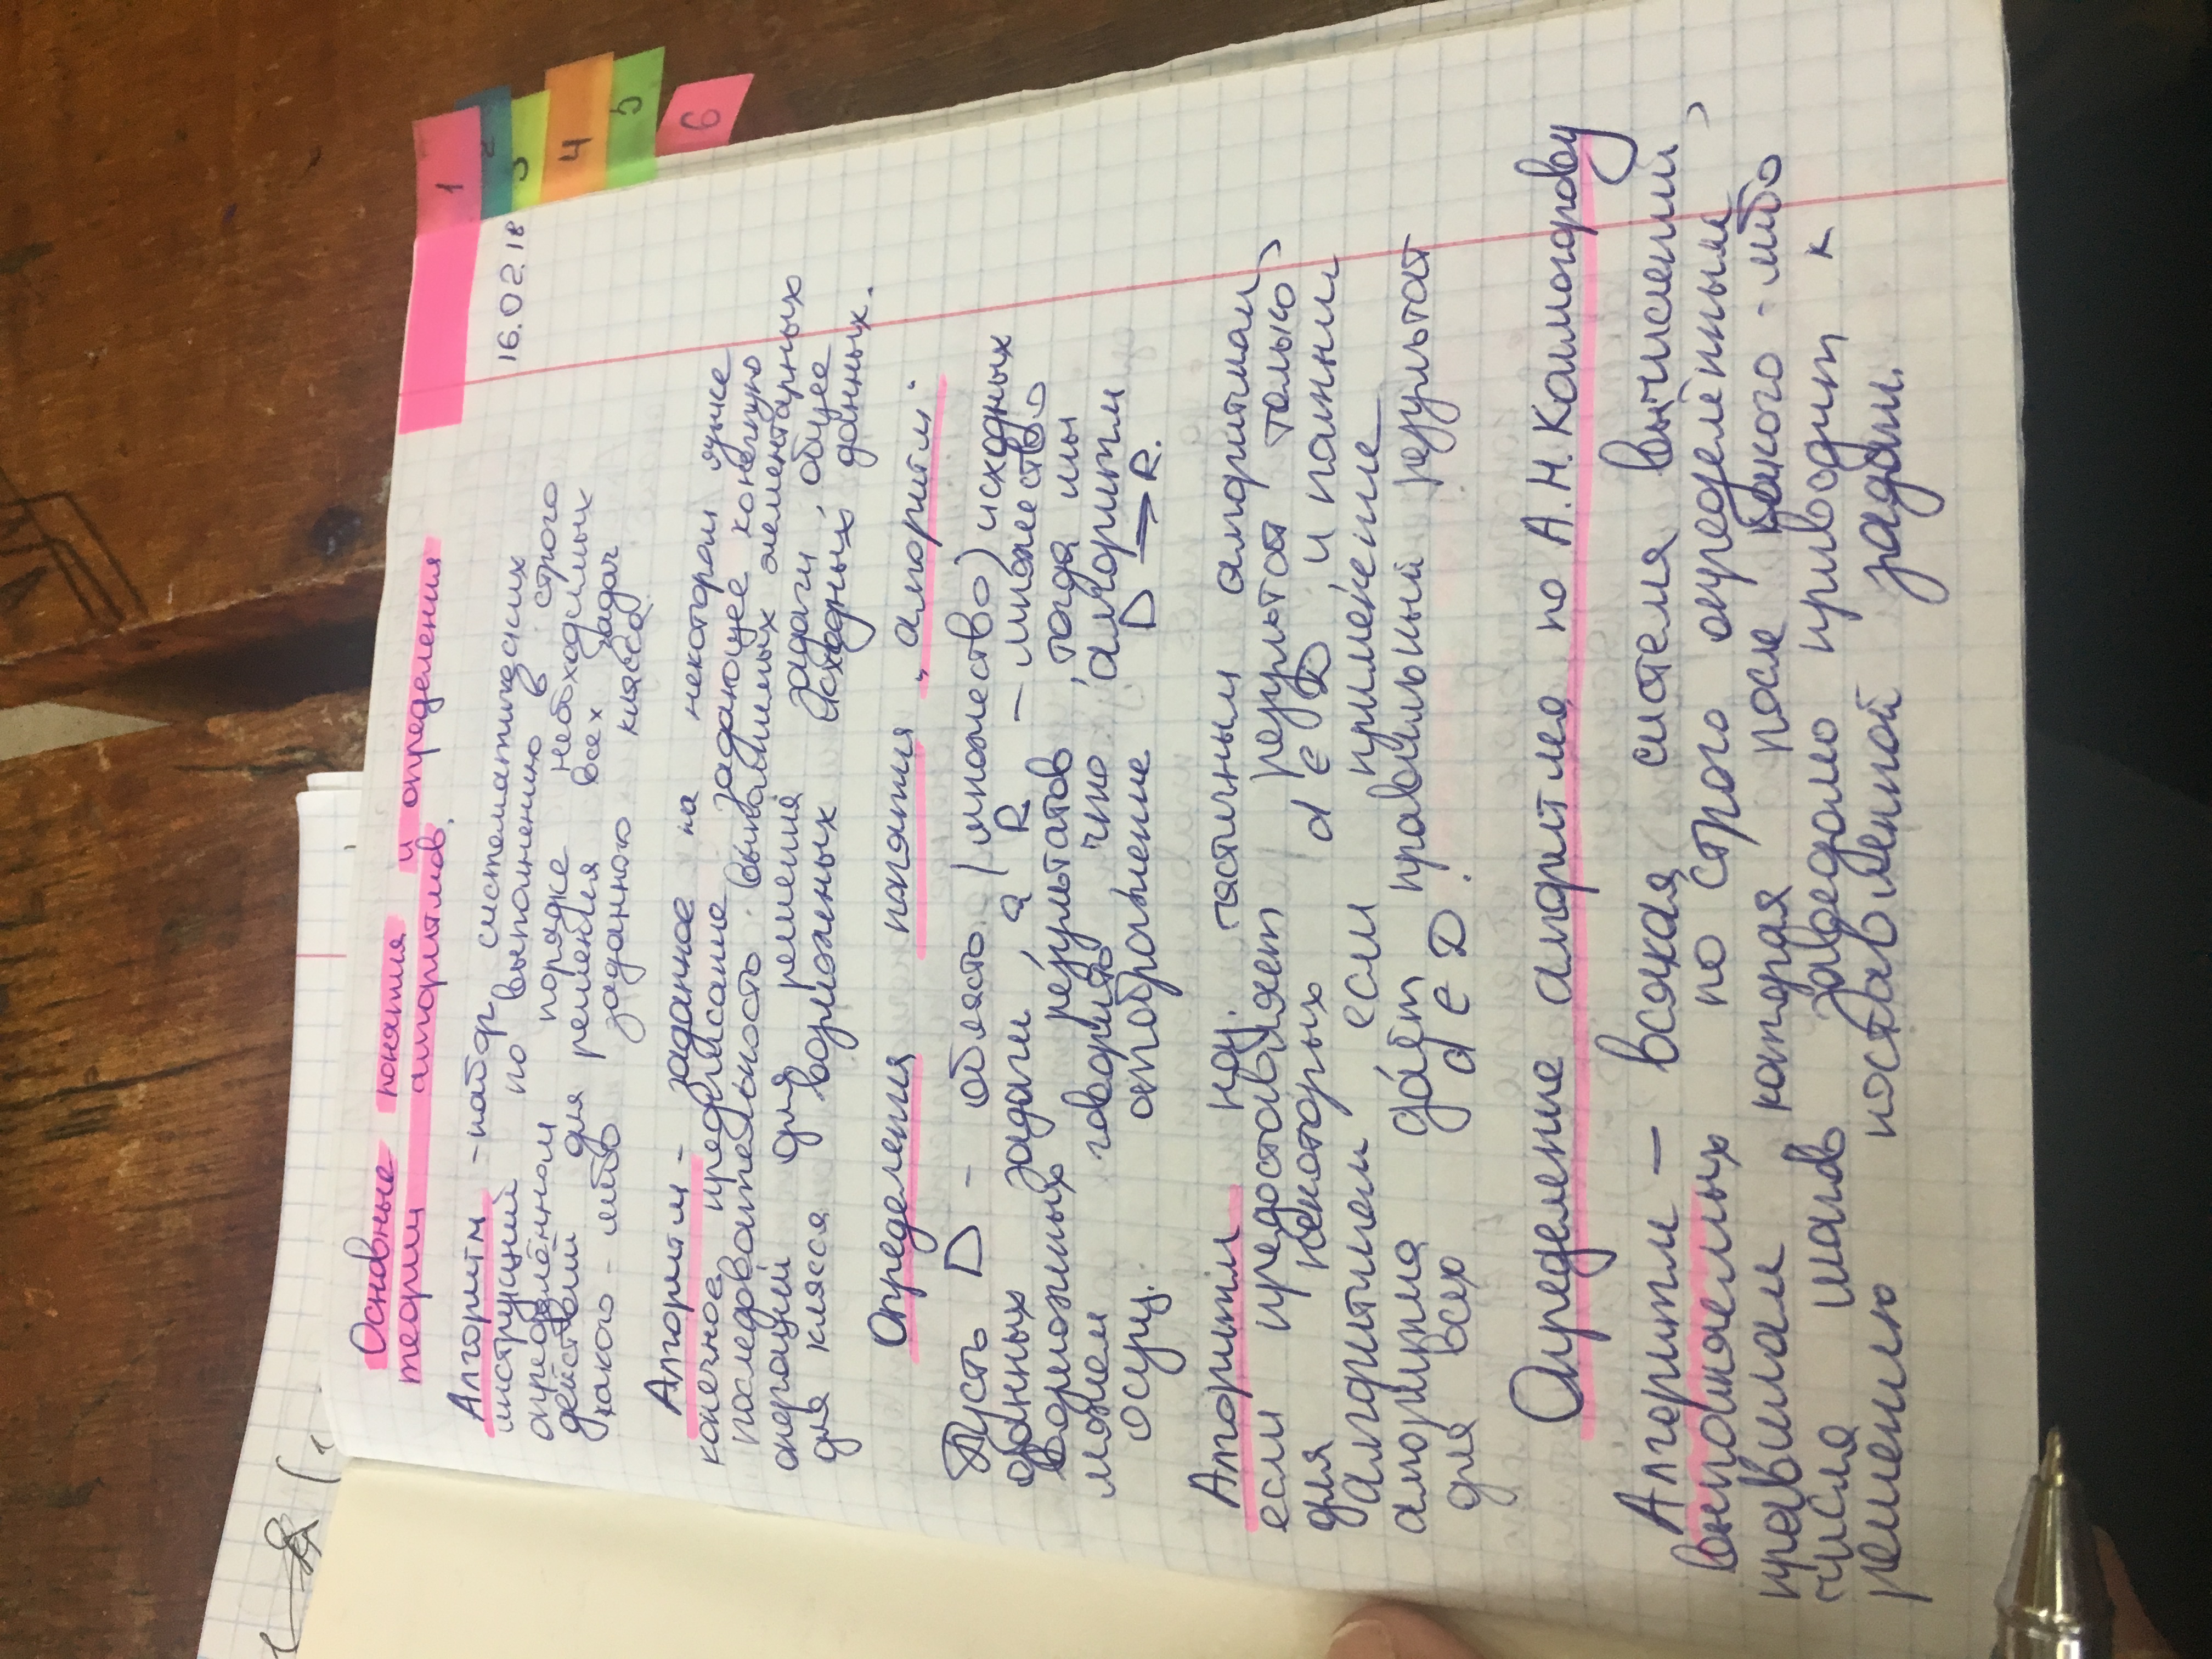 Основные понятия и определения
теории алгоритмов.
Алгоритм - набор систематических
16.02.18
инструкций по выполнению в строго
определённом порядке необходимых
действий для решения всех задач
какого-либо заданного класса.
Алгоритм - заданное на некотором языке
конечное предписание, задающее конечную
последовательность выполнимых элементарных
операций для решения задачи, общее
для класса возможных исходных данных.
Определения понятия "алгоритм"
Пусть D - область (множество) исходных
данных задачи, а R - множество
возможных результатов, тогда мы
можем говорить, что алгоритм
осущ. отображение D → R.
Алгоритм наз. частичным алгоритмом,
если предоставляет результат только
для некоторых d ∈ D, и полным
алгоритмом, если применение
алгоритма даёт правильный результат
для всех d ∈ D.
Определение алгоритма по А.Н.Колмогорову
Алгоритм - всякая система вычислений,
выполняемых по строго определённым
правилам, которая после какого-либо
числа шагов заведомо приводит к
решению поставленной задачи.
1
2
3
4
5
6